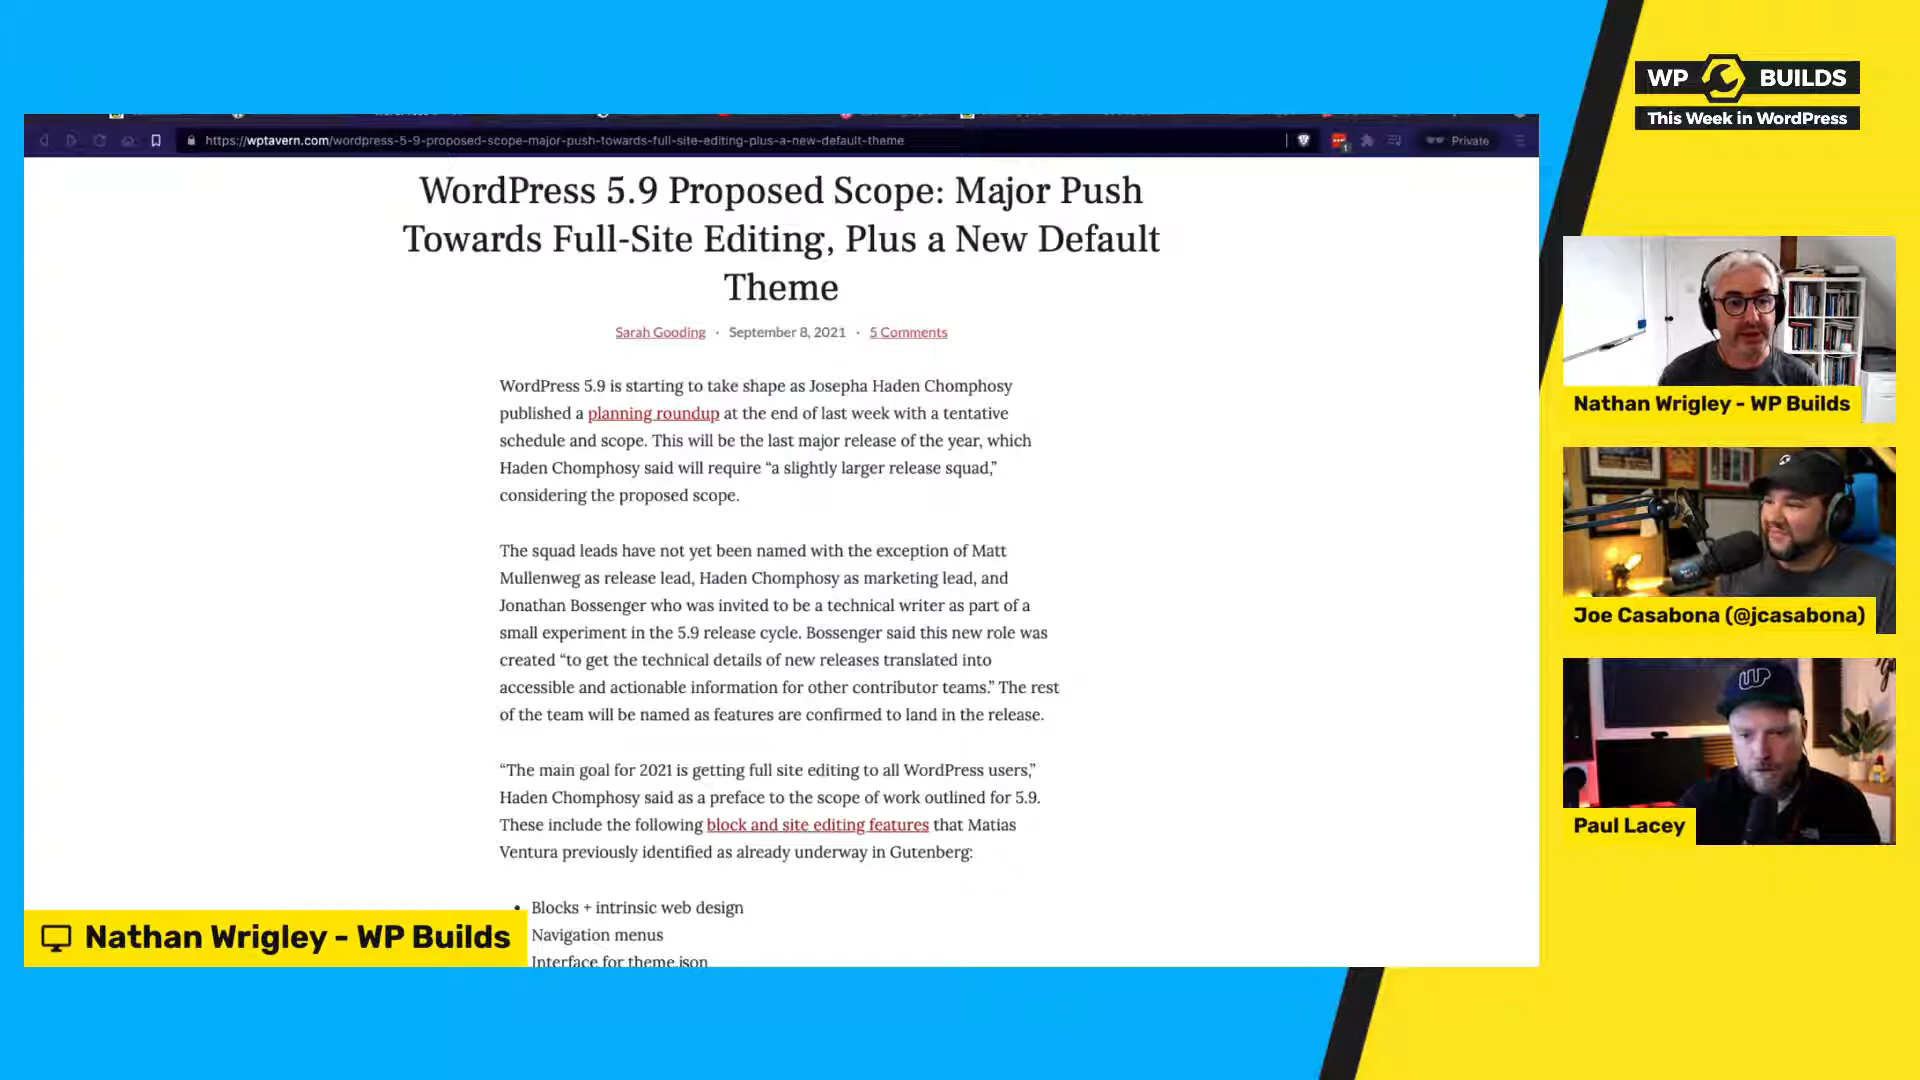 WP BUILDS
This Week in WordPress
https://wptavern.com/wordpress-5-9-proposed-scope-major-push-towards-full-site-editing-plus-a-new-default-theme
1
Private
WordPress 5.9 Proposed Scope: Major Push
Towards Full-Site Editing, Plus a New Default
Theme
Sarah Gooding · September 8, 2021 · 5 Comments
WordPress 5.9 is starting to take shape as Josepha Haden Chomphosy
published a planning roundup at the end of last week with a tentative
schedule and scope. This will be the last major release of the year, which
Haden Chomphosy said will require “a slightly larger release squad,”
considering the proposed scope.
The squad leads have not yet been named with the exception of Matt
Mullenweg as release lead, Haden Chomphosy as marketing lead, and
Jonathan Bossenger who was invited to be a technical writer as part of a
small experiment in the 5.9 release cycle. Bossenger said this new role was
created “to get the technical details of new releases translated into
accessible and actionable information for other contributor teams.” The rest
of the team will be named as features are confirmed to land in the release.
“The main goal for 2021 is getting full site editing to all WordPress users,”
Haden Chomphosy said as a preface to the scope of work outlined for 5.9.
These include the following block and site editing features that Matias
Ventura previously identified as already underway in Gutenberg:
• Blocks + intrinsic web design
Navigation menus
Interface for theme.json
Nathan Wrigley - WP Builds
Nathan Wrigley - WP Builds
Joe Casabona (@jcasabona)
WP
Paul Lacey